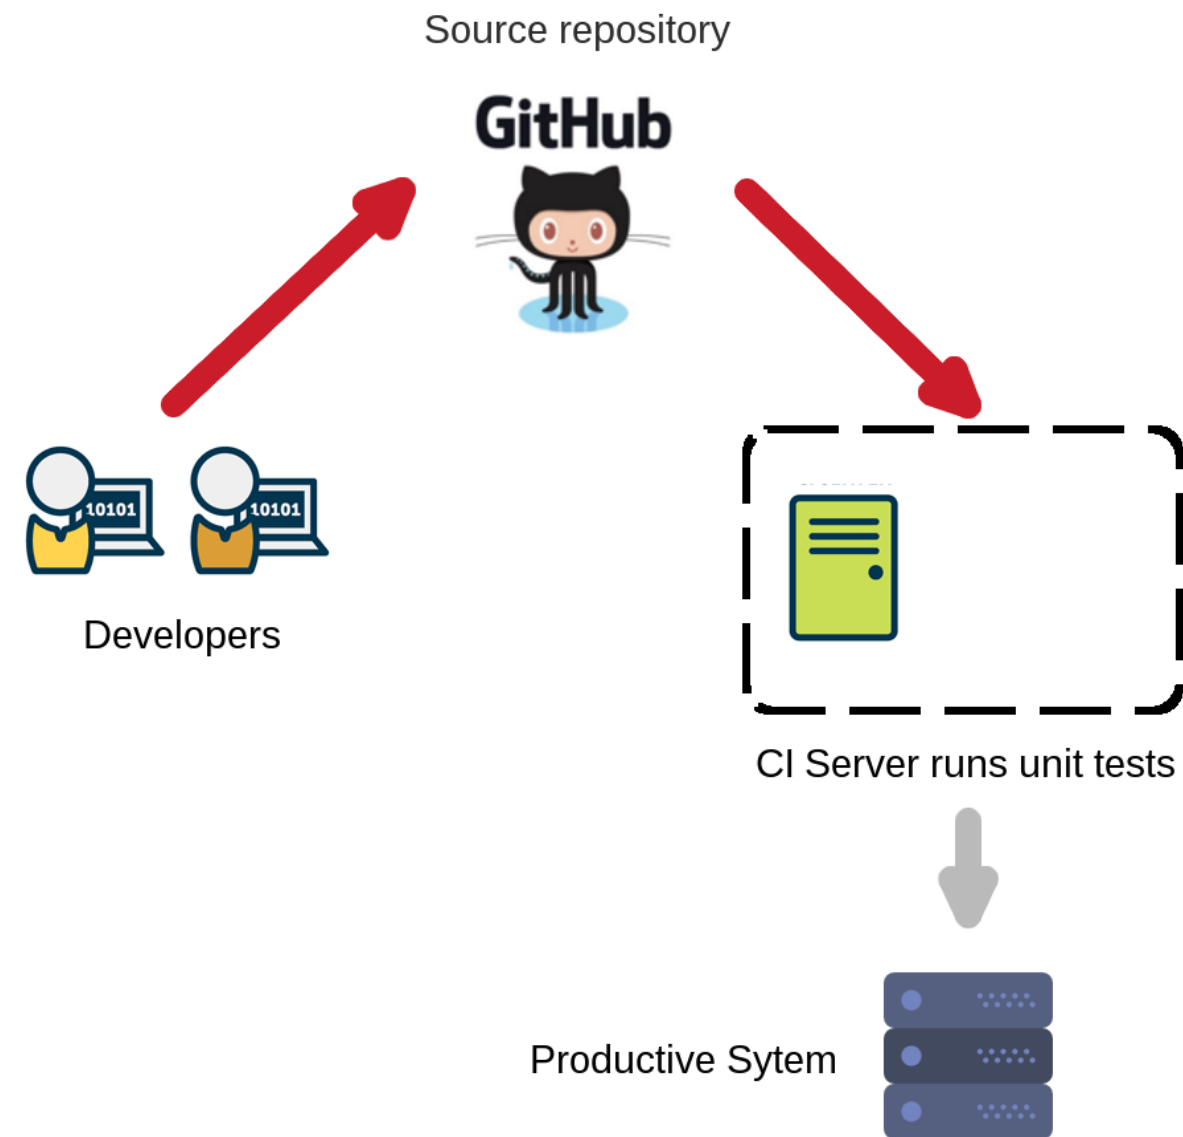 Source repository
GitHub
10101
10101
Developers
CI Server runs unit tests
Productive Sytem